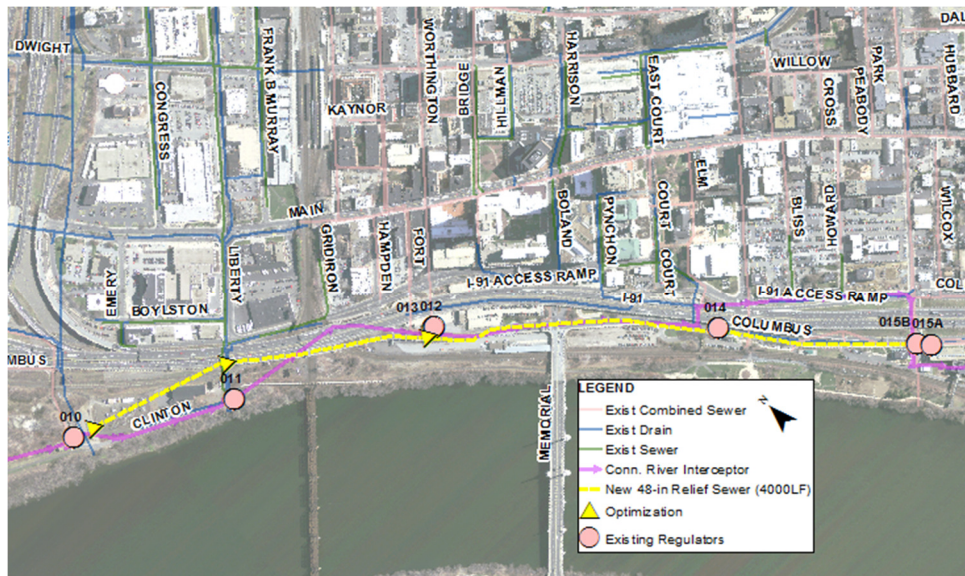 DWIGHT
CONGRESS
FRANK B MURRAY
KAYNOR
WORTHINGTON
BRIDGE
HILLMAN
HARRISON
EAST COURT
WILLOW
CROSS
PEABODY
PARK
HUBBARD
DAL
MAIN
EMERY
BOYLSTON
LIBERTY
GRIDIRON
HAMPDEN
FORT
BOLAND
PYNCHON
COURT
COURT
ELM
BLISS
HOWARD
WILCOX
I-91 ACCESS RAMP
I-91
I-91 ACCESS RAMP
COL
MBUS
COLUMBUS
010
CLINTON
011
013
012
014
015B
015A
MEMORIAL
LEGEND
Exist Combined Sewer
Exist Drain
Exist Sewer
Conn. River Interceptor
New 48-in Relief Sewer (4000LF)
Optimization
Existing Regulators
N